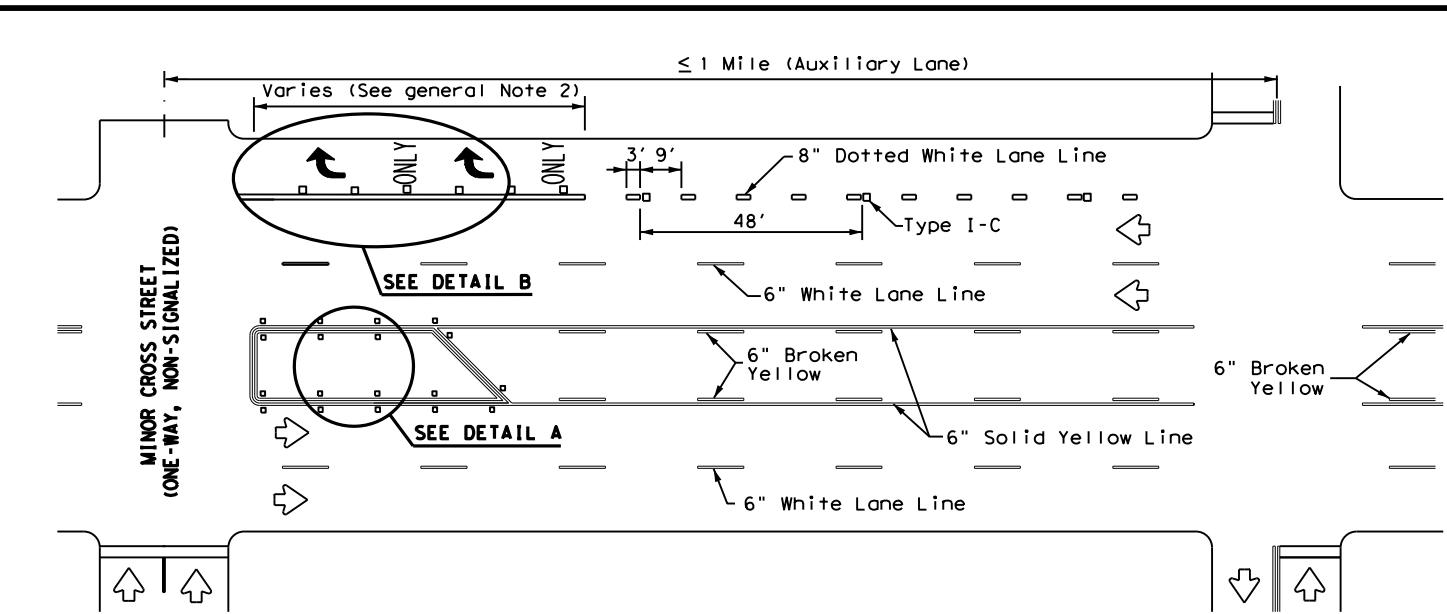 ≤ 1 Mile (Auxiliary Lane)
Varies (See general Note 2)
ONLY
ONLY
3' 9'
8" Dotted White Lane Line
48'
Type I-C
SEE DETAIL B
6" White Lane Line
MINOR CROSS STREET
(ONE-WAY, NON-SIGNALIZED)
6" Broken
Yellow
6" Broken
Yellow
SEE DETAIL A
6" Solid Yellow Line
6" White Lane Line